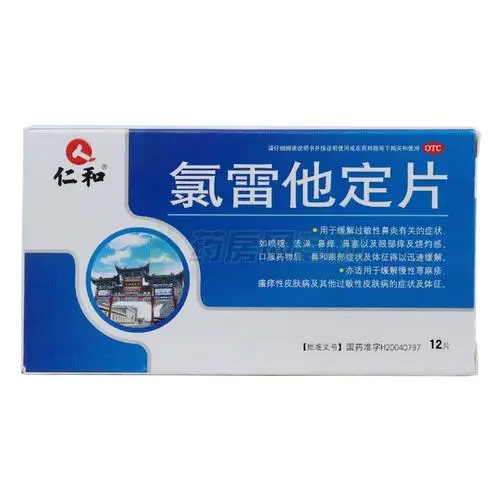 请仔细阅读说明书并按说明使用或在药师指导下购买和使用 OTC
仁和®
氯雷他定片
●用于缓解过敏性鼻炎有关的症状,
如喷嚏、流涕、鼻痒、鼻塞以及眼部痒及烧灼感。
口服药物后,鼻和眼部症状及体征得以迅速缓解。
●亦适用于缓解慢性荨麻疹、
瘙痒性皮肤病及其他过敏性皮肤病的症状及体征。
【批准文号】国药准字H20040797 12片